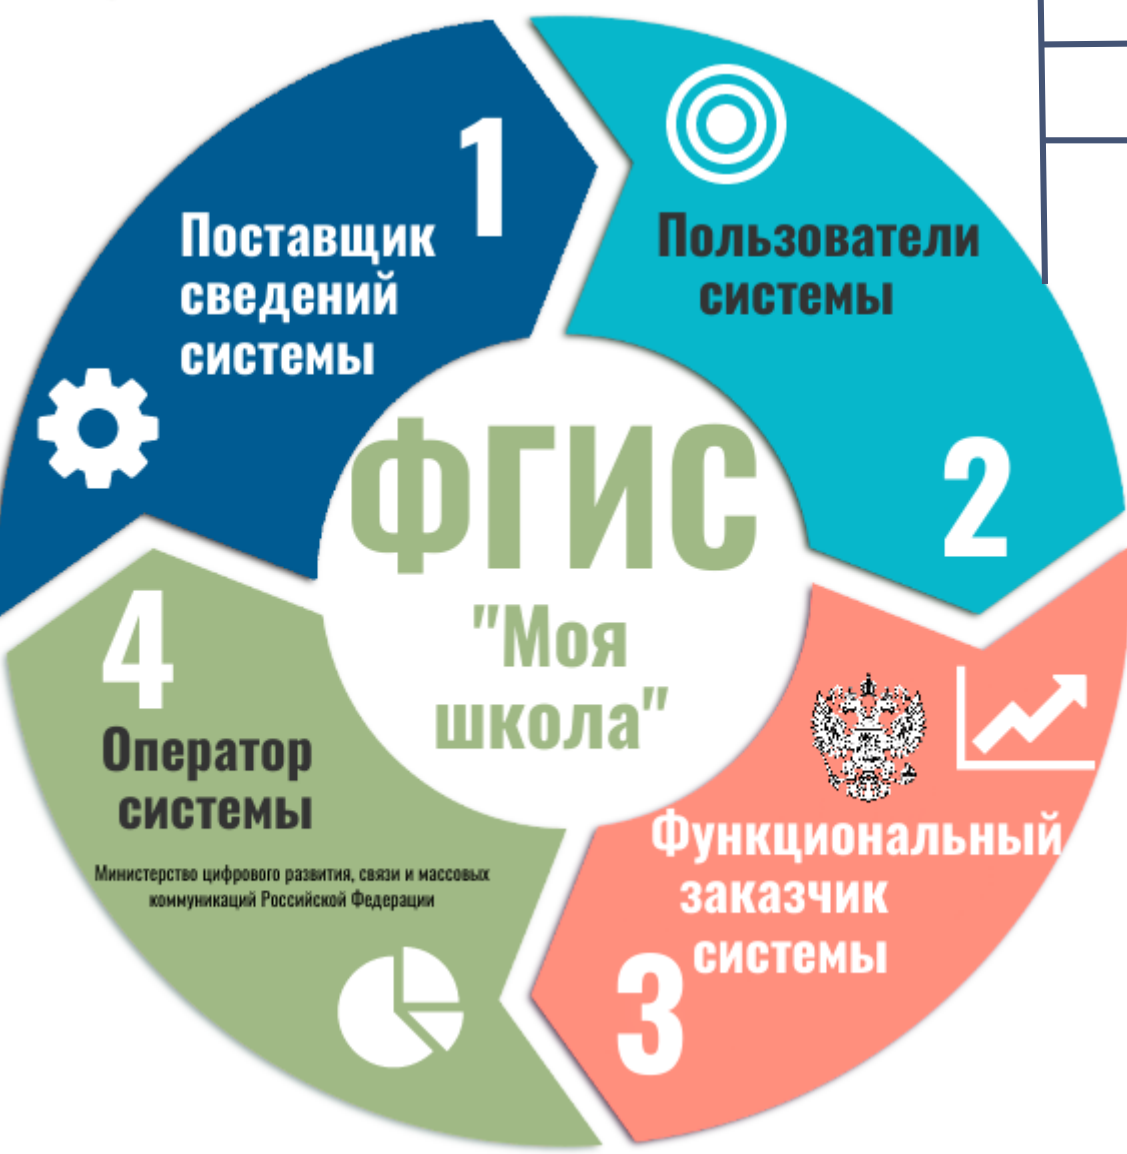 1
Поставщик
сведений
системы
Пользователи
системы
2
ФГИС
"Моя
школа"
Функциональный
заказчик
системы
3
4
Оператор
системы
Министерство цифрового развития, связи и массовых
коммуникаций Российской Федерации